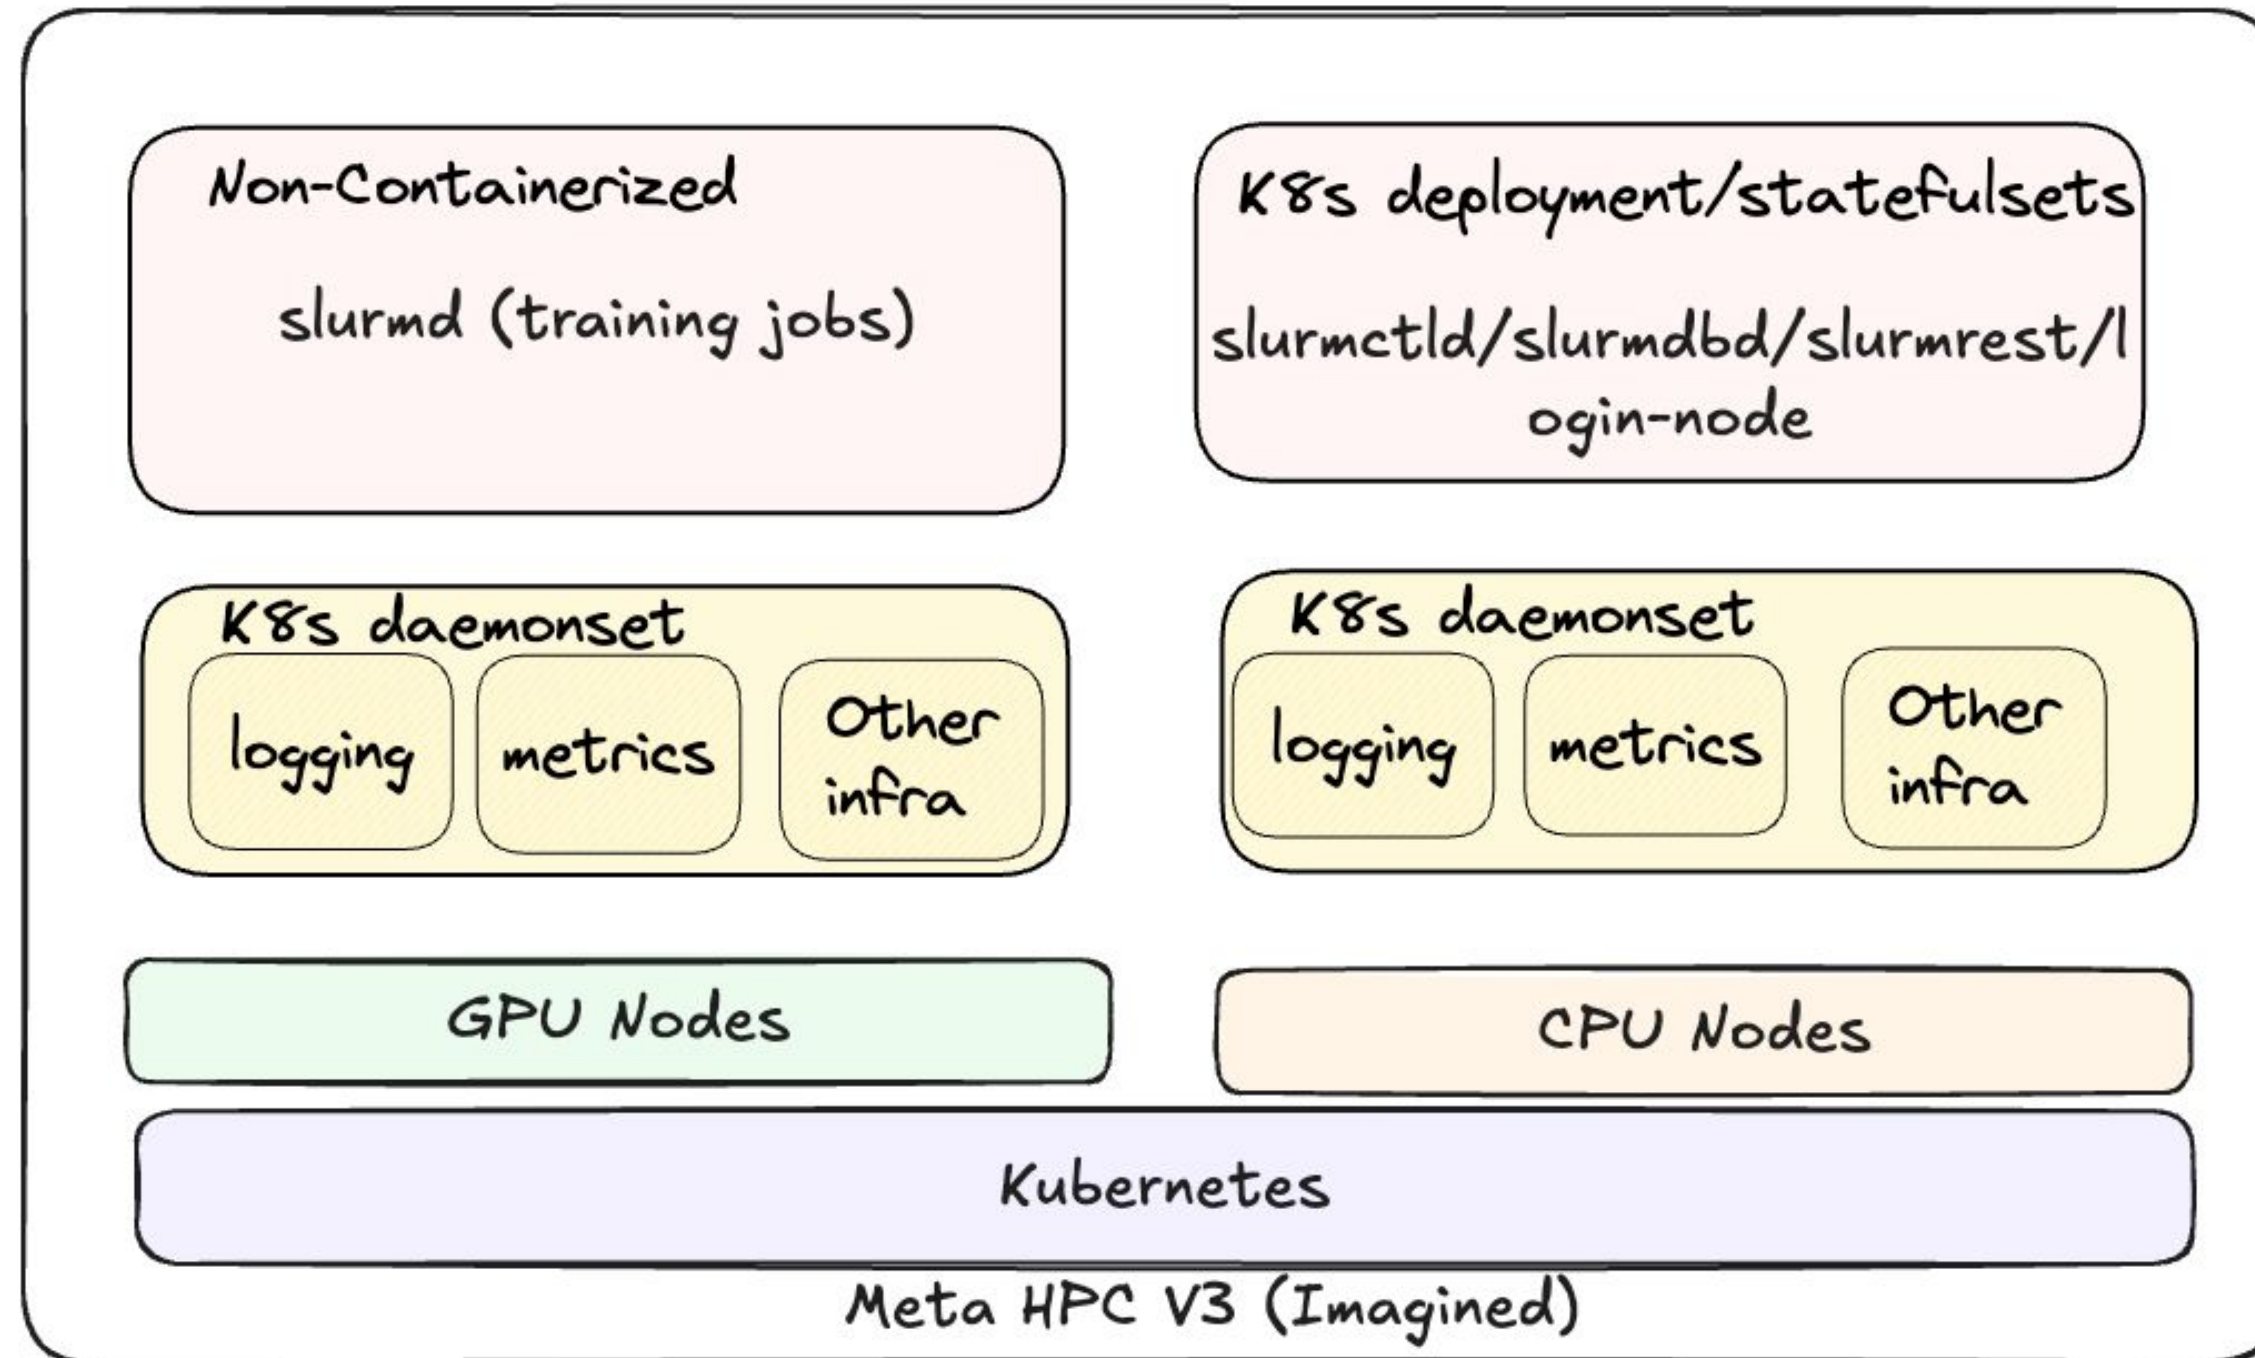 Non-Containerized
slurmd (training jobs)
K8s deployment/statefulsets
slurmctld/slurmdbd/slurmrest/l
ogin-node
K8s daemonset
logging
metrics
Other
infra
K8s daemonset
logging
metrics
Other
infra
GPU Nodes
CPU Nodes
Kubernetes
Meta HPC V3 (Imagined)